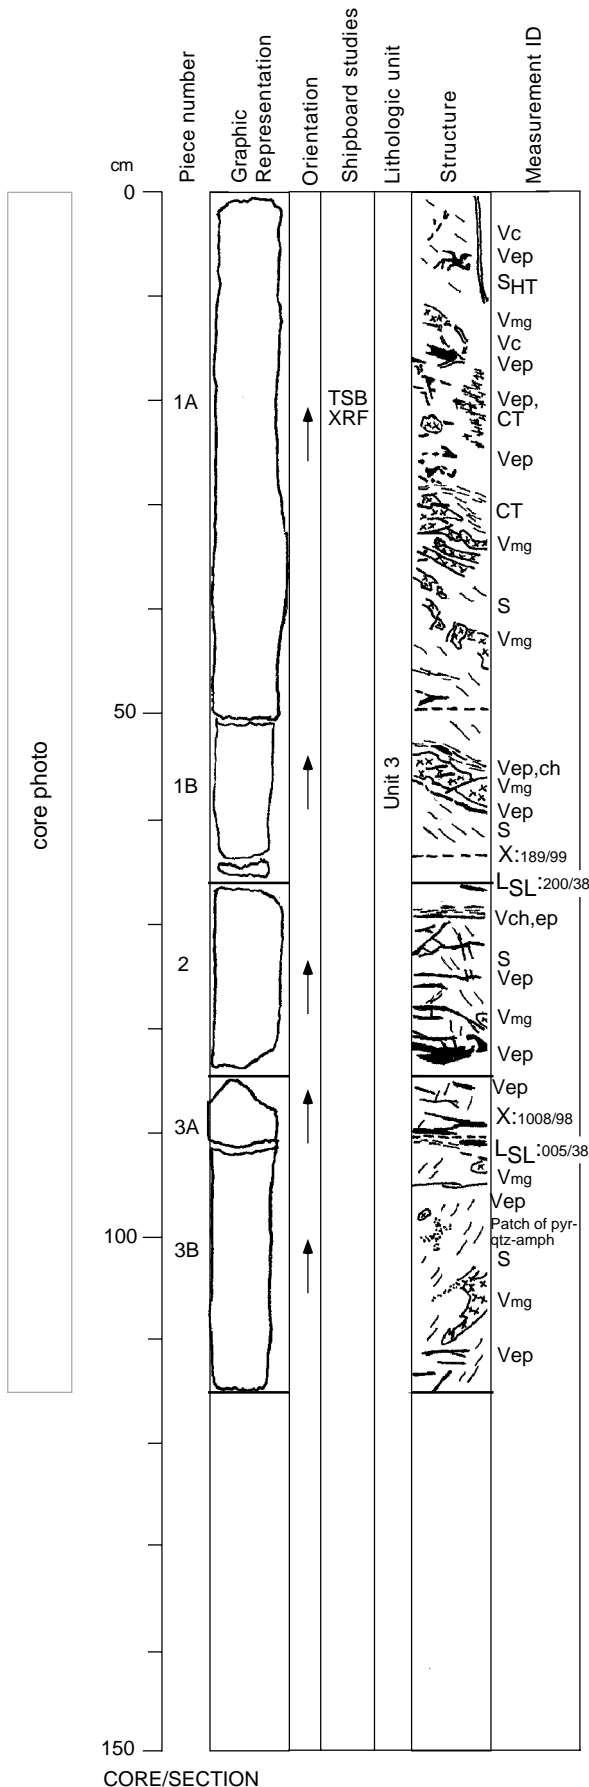 Piece number
Graphic
Representation
Orientation
Shipboard studies
Lithologic unit
Structure
Measurement ID
cm
0
50
100
150
core photo
1A
1B
2
3A
3B
TSB
XRF
Unit 3
Vc
Vep
SHT
Vmg
Vc
Vep
Vep,
CT
Vep
CT
Vmg
S
Vmg
Vep,ch
Vmg
Vep
S
X:189/99
LSL:200/38
Vch,ep
S
Vep
Vmg
Vep
Vep
X:1008/98
LSL:005/38
Vmg
Vep
Patch of pyr-
qtz-amph
S
Vmg
Vep
CORE/SECTION